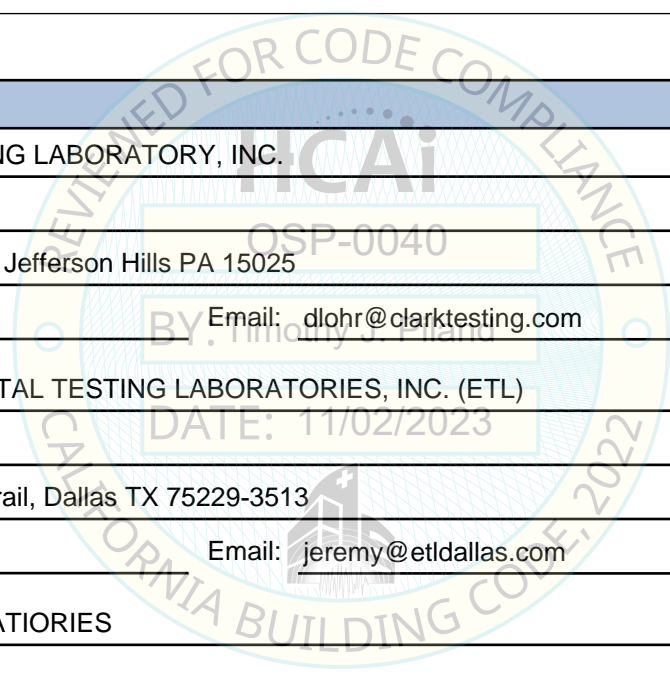 REVIEWED FOR CODE COMPLIANCE
HCAi
NG LABORATORY, INC.
OSP-0040
Jefferson Hills PA 15025
Email: dlohr@clarktesting.com
BY: Timothy J. Piland
TAL TESTING LABORATORIES, INC. (ETL)
DATE: 11/02/2023
rail, Dallas TX 75229-3513
Email: jeremy@etldallas.com
ATIORIES
CALIFORNIA BUILDING CODE, 2022